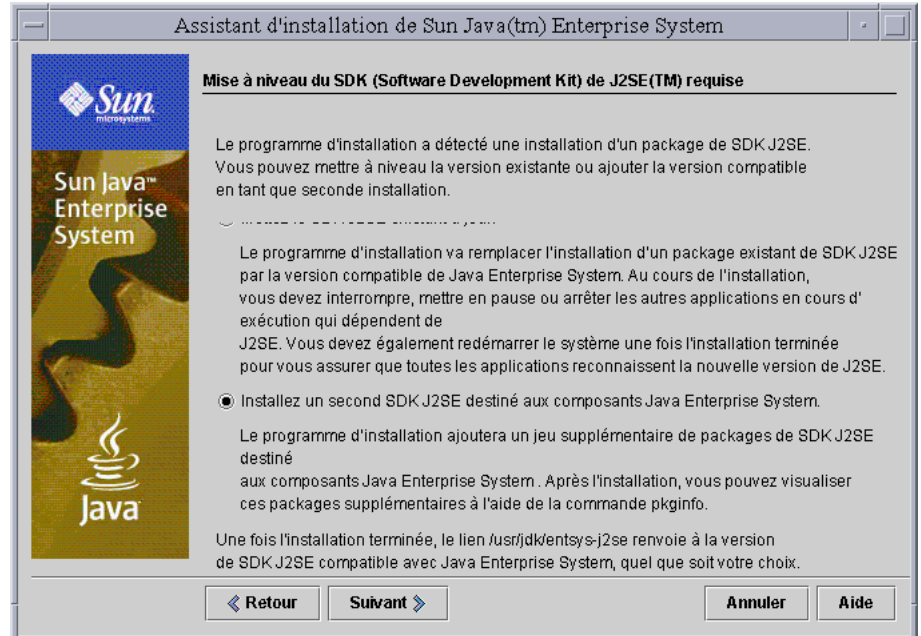 Assistant d'installation de Sun Java(tm) Enterprise System
Sun
microsystems
Sun Java™
Enterprise
System
Java
Mise à niveau du SDK (Software Development Kit) de J2SE(TM) requise
Le programme d'installation a détecté une installation d'un package de SDK J2SE.
Vous pouvez mettre à niveau la version existante ou ajouter la version compatible
en tant que seconde installation.
Le programme d'installation va remplacer l'installation d'un package existant de SDK J2SE
par la version compatible de Java Enterprise System. Au cours de l'installation,
vous devez interrompre, mettre en pause ou arrêter les autres applications en cours d'
exécution qui dépendent de
J2SE. Vous devez également redémarrer le système une fois l'installation terminée
pour vous assurer que toutes les applications reconnaissent la nouvelle version de J2SE.
Installez un second SDK J2SE destiné aux composants Java Enterprise System.
Le programme d'installation ajoutera un jeu supplémentaire de packages de SDK J2SE
destiné
aux composants Java Enterprise System . Après l'installation, vous pouvez visualiser
ces packages supplémentaires à l'aide de la commande pkginfo.
Une fois l'installation terminée, le lien /usr/jdk/entsys-j2se renvoie à la version
de SDK J2SE compatible avec Java Enterprise System, quel que soit votre choix.
Retour
Suivant
Annuler
Aide